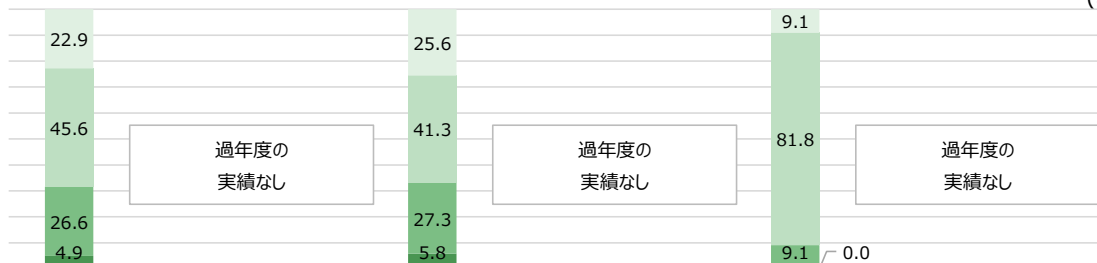 (
22.9
25.6
9.1
45.6
41.3
81.8
過年度の
実績なし
過年度の
実績なし
過年度の
実績なし
26.6
27.3
4.9
5.8
9.1
0.0